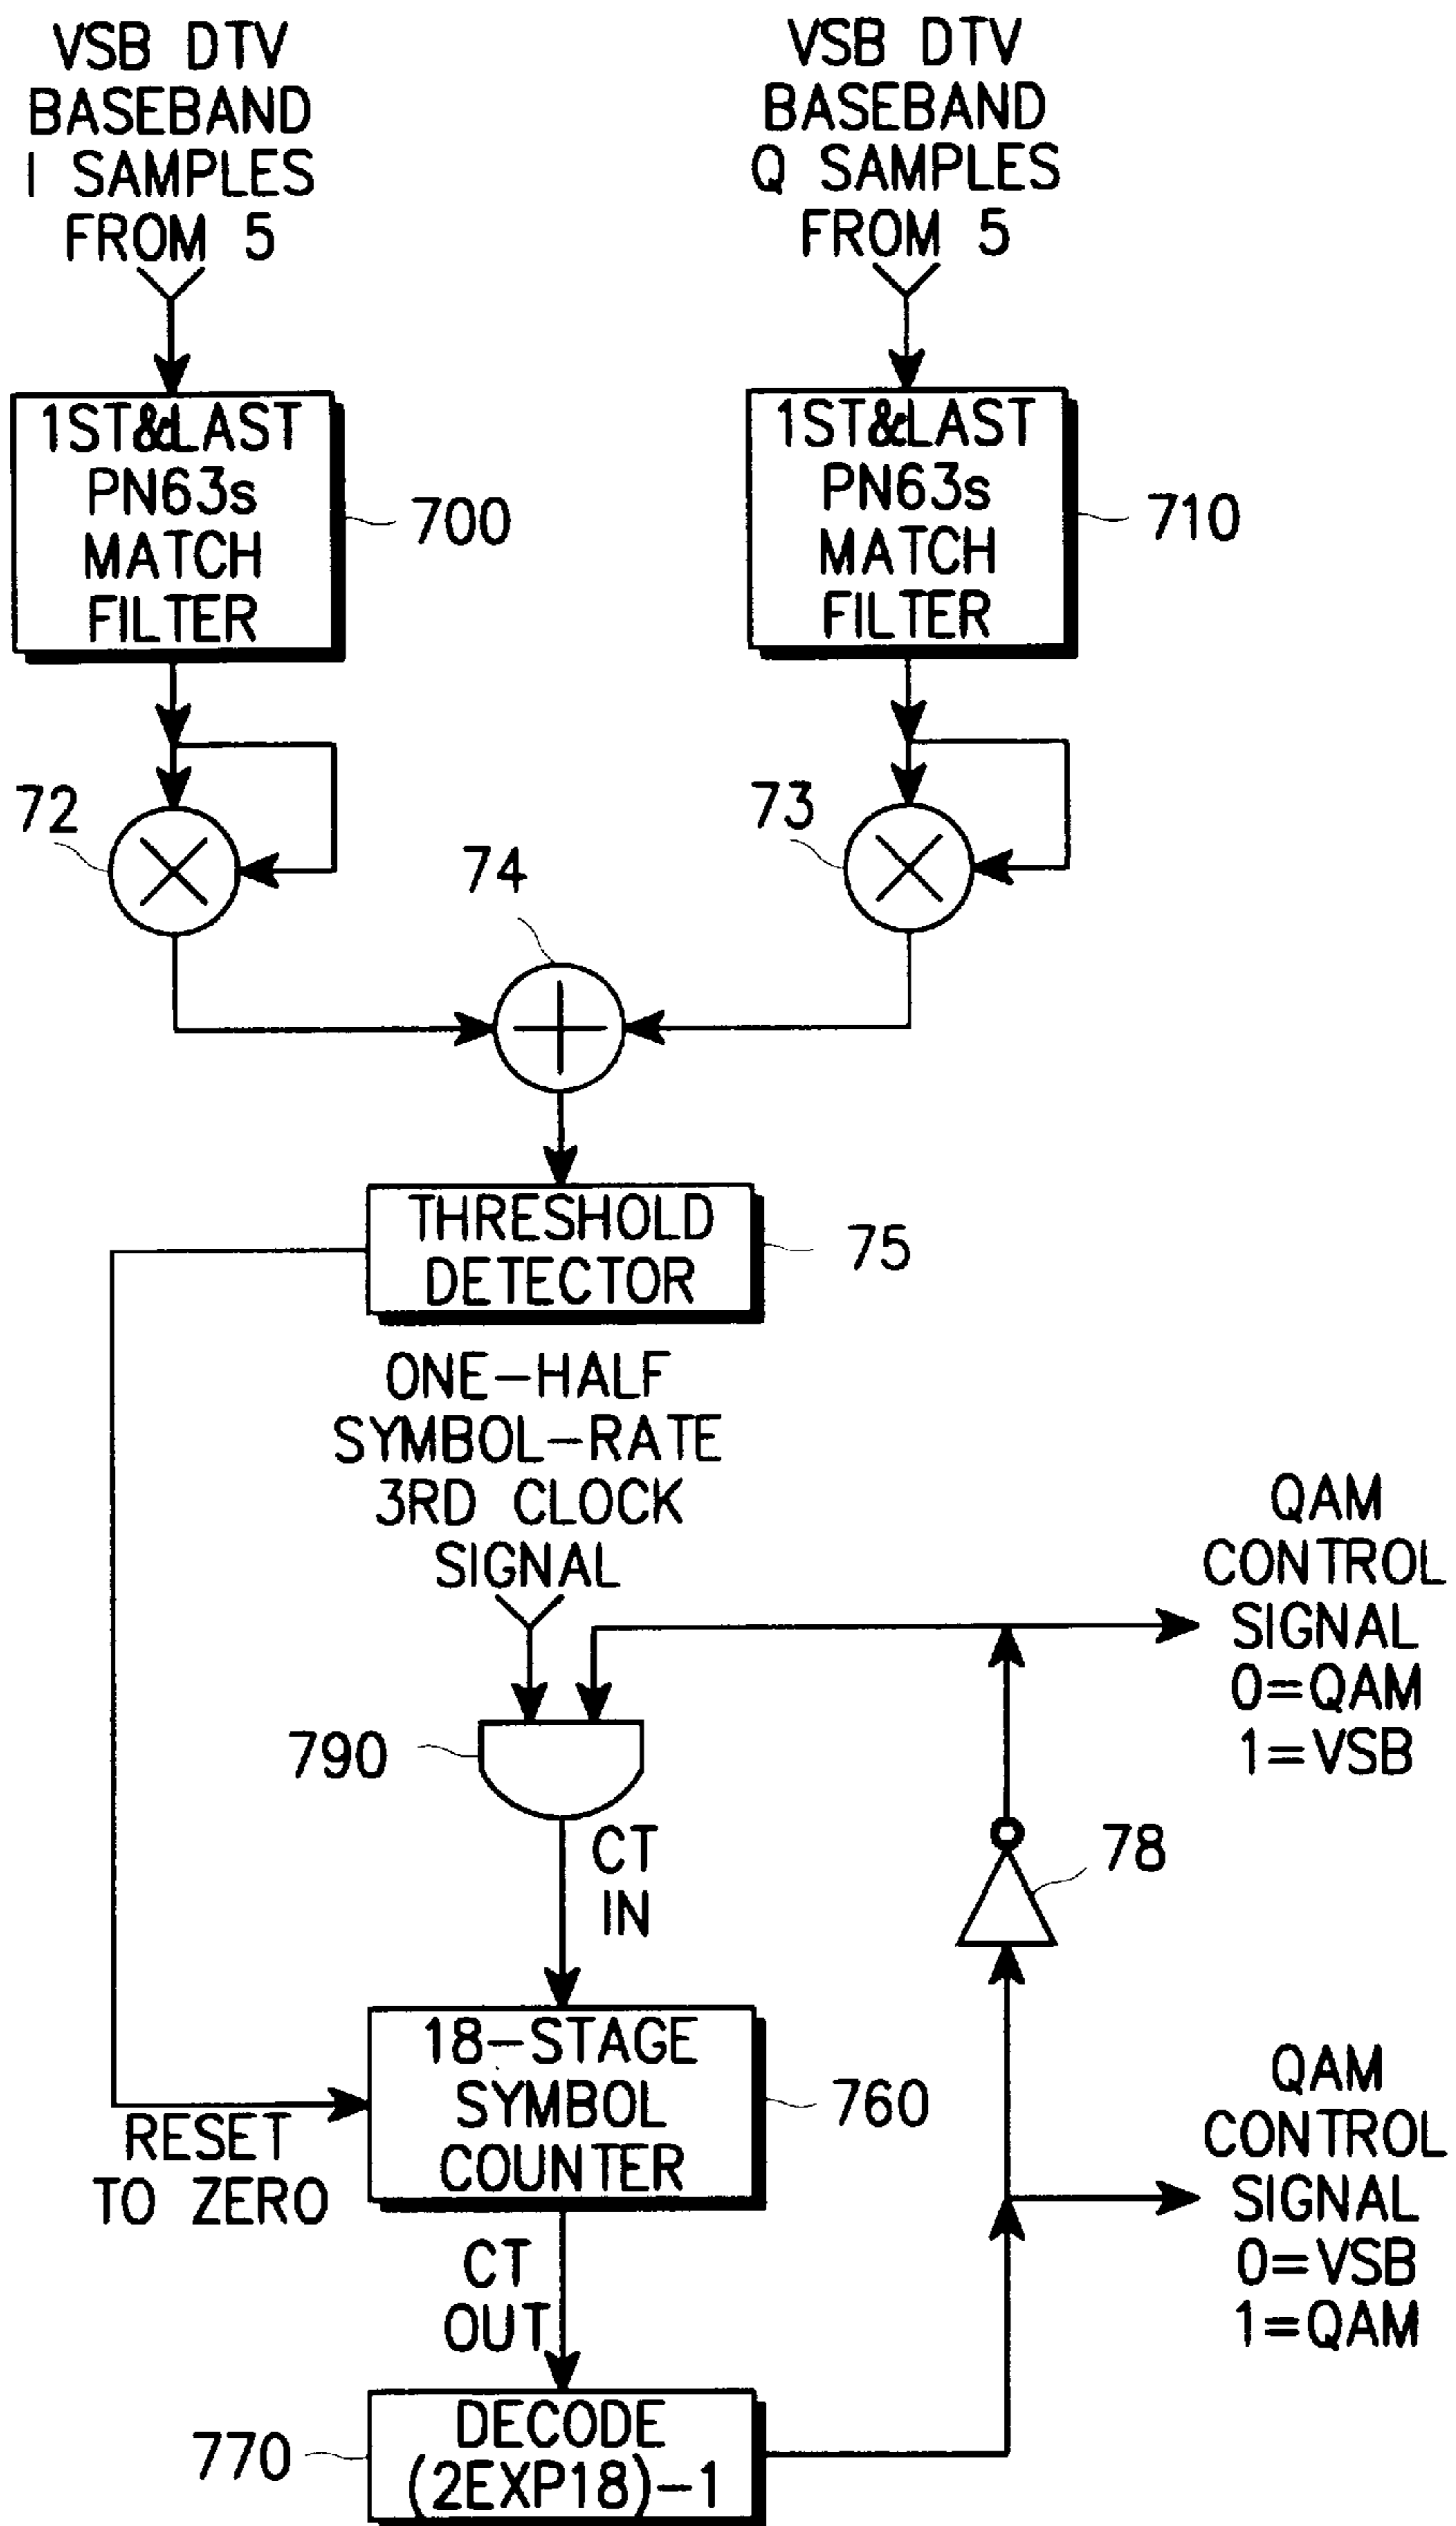 VSB DTV
BASEBAND
I SAMPLES
FROM 5
VSB DTV
BASEBAND
Q SAMPLES
FROM 5
1ST&LAST
PN63s
MATCH
FILTER
700
1ST&LAST
PN63s
MATCH
FILTER
710
72
73
74
THRESHOLD
DETECTOR
75
ONE-HALF
SYMBOL-RATE
3RD CLOCK
SIGNAL
QAM
CONTROL
SIGNAL
0=QAM
1=VSB
790
CT
IN
78
18-STAGE
SYMBOL
COUNTER
760
RESET
TO ZERO
QAM
CONTROL
SIGNAL
0=VSB
1=QAM
CT
OUT
770
DECODE
(2EXP18)-1